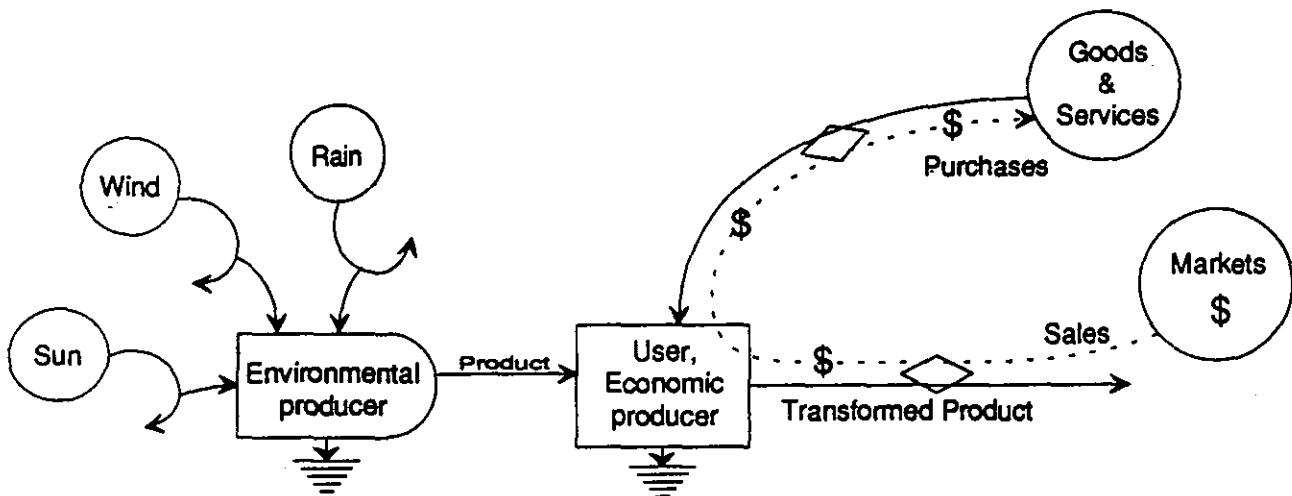 Goods
&
Services
Rain
Wind
$
Purchases
$
Markets
$
Sun
Sales
User,
Economic
producer
Product
Environmental
producer
$
Transformed Product